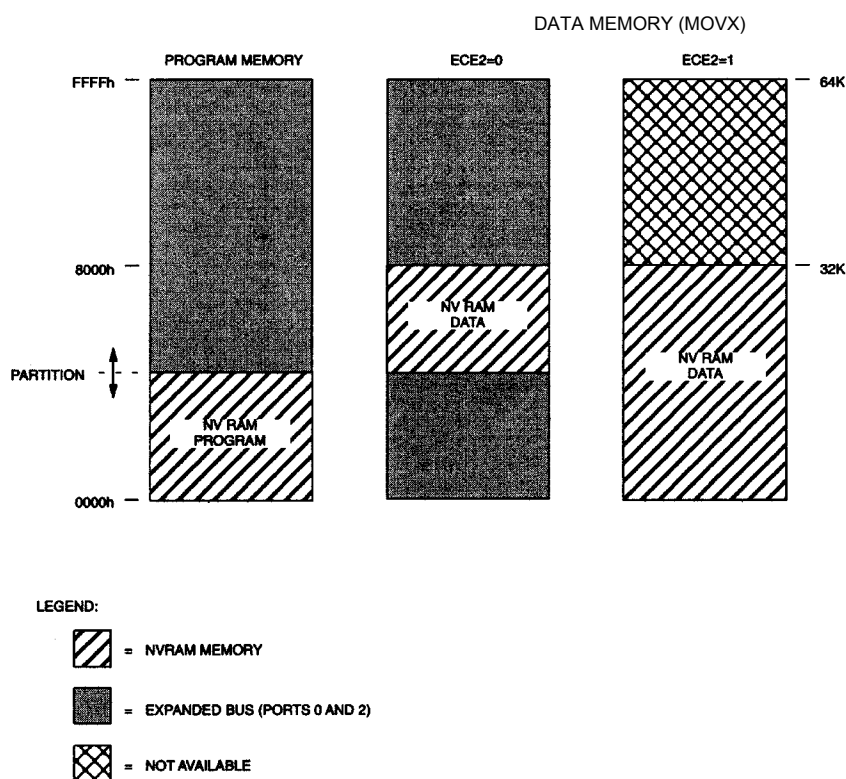 DATA MEMORY (MOVX)
PROGRAM MEMORY
ECE2=0
ECE2=1
FFFFh
64K
8000h
32K
NV RAM
DATA
NV RAM
DATA
PARTITION
NV RAM
PROGRAM
0000h
LEGEND:
= NVRAM MEMORY
= EXPANDED BUS (PORTS 0 AND 2)
= NOT AVAILABLE